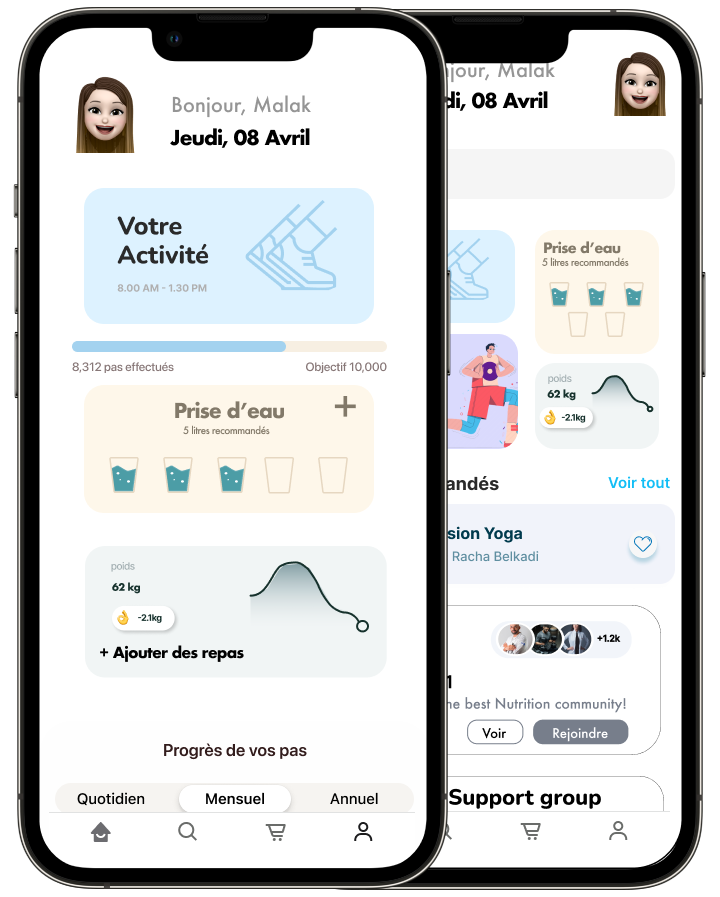 Bonjour, Malak
Jeudi, 08 Avril
Votre
Activité
8.00 AM - 1.30 PM
8,312 pas effectués
Objectif 10,000
Prise d'eau
5 litres recommandés
poids
62 kg
-2.1kg
+ Ajouter des repas
Progrès de vos pas
Quotidien
Mensuel
Annuel
njour, Malak
di, 08 Avril
Prise d'eau
5 litres recommandés
poids
62 kg
-2.1kg
andés
Voir tout
sion Yoga
Racha Belkadi
+1.2k
1
he best Nutrition community!
Voir
Rejoindre
Support group